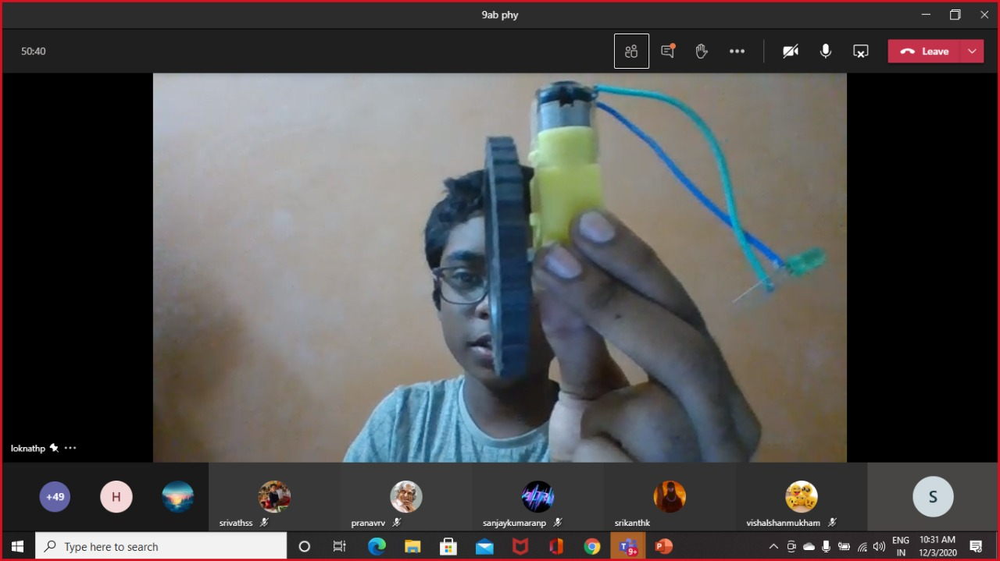 9ab phy
50:40
Leave
loknathp
+49
H
srivathss
pranavrv
sanjaykumaranp
srikanthk
vishalshanmukham
S
Type here to search
9+
ENG
IN
10:31 AM
12/3/2020